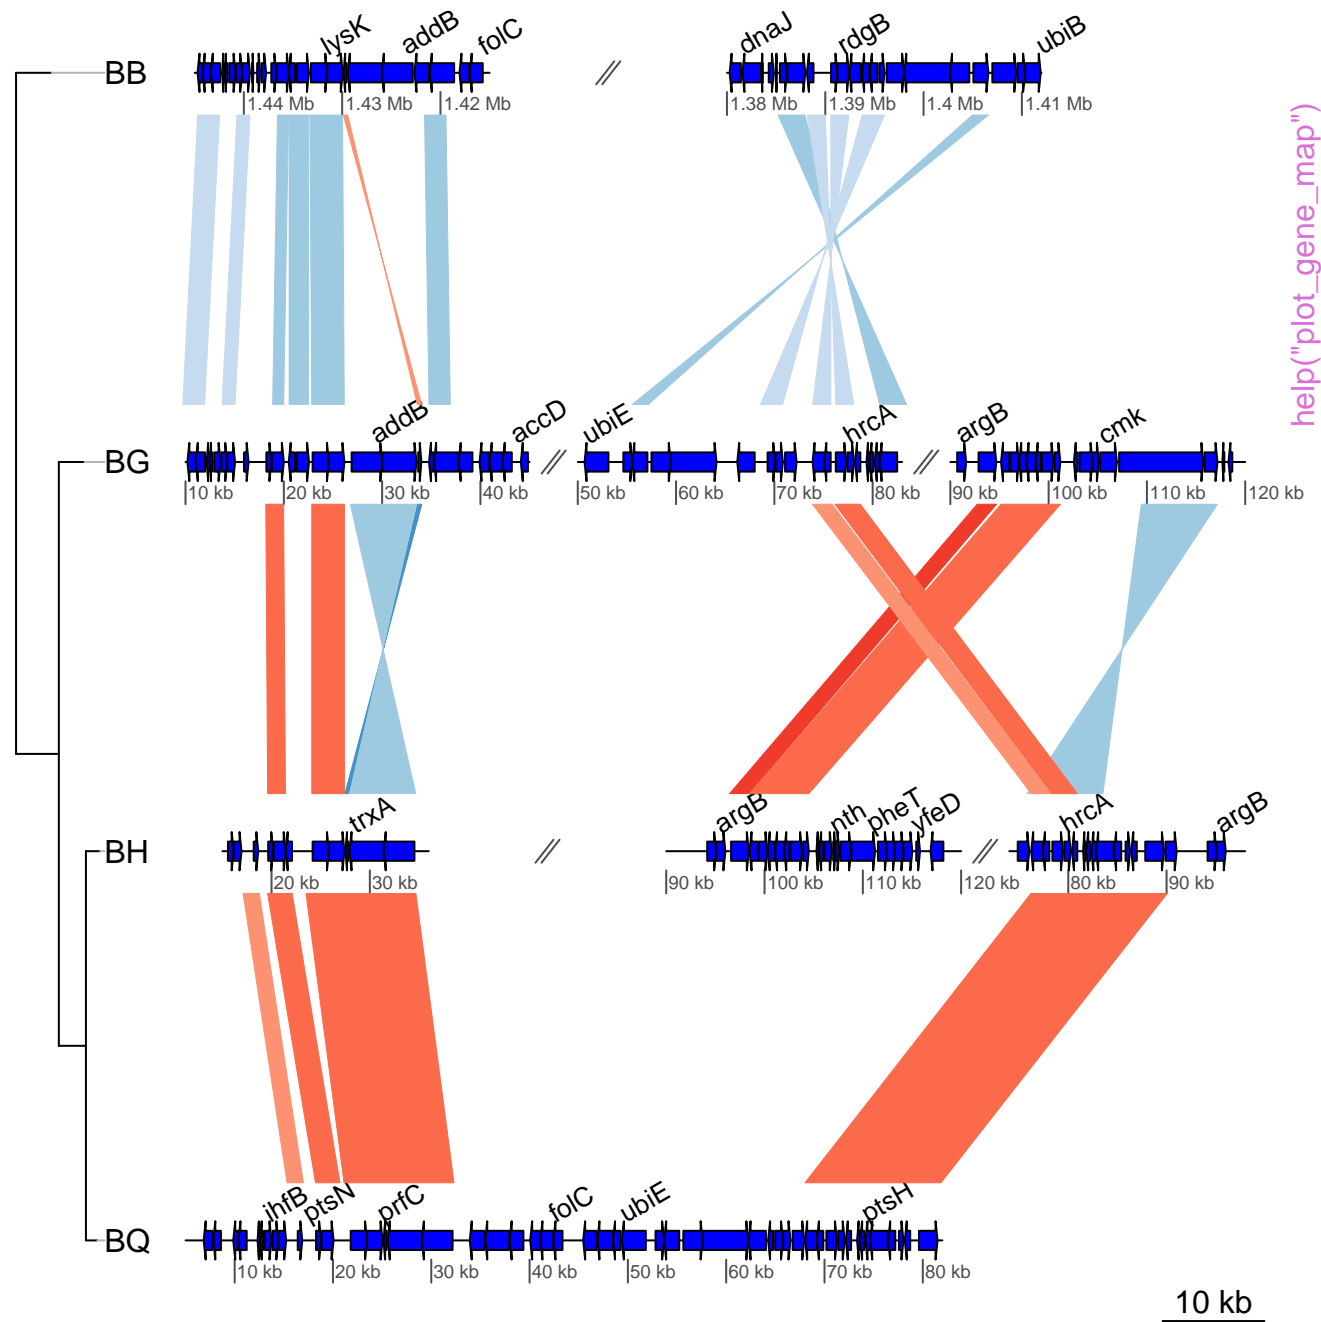 lysK addB folC dnaJ rdgB ubiB
BB
1.44 Mb 1.43 Mb 1.42 Mb 1.38 Mb 1.39 Mb 1.4 Mb 1.41 Mb
help("plot_gene_map")
addB accD ubiE hrcA argB cmk
BG
10 kb 20 kb 30 kb 40 kb 50 kb 60 kb 70 kb 80 kb 90 kb 100 kb 110 kb 120 kb
trxA argB nth pheT yfeD hrcA argB
BH
20 kb 30 kb 90 kb 100 kb 110 kb 120 kb 80 kb 90 kb
ihfB ptsN prfC folC ubiE ptsH
BQ
10 kb 20 kb 30 kb 40 kb 50 kb 60 kb 70 kb 80 kb
10 kb